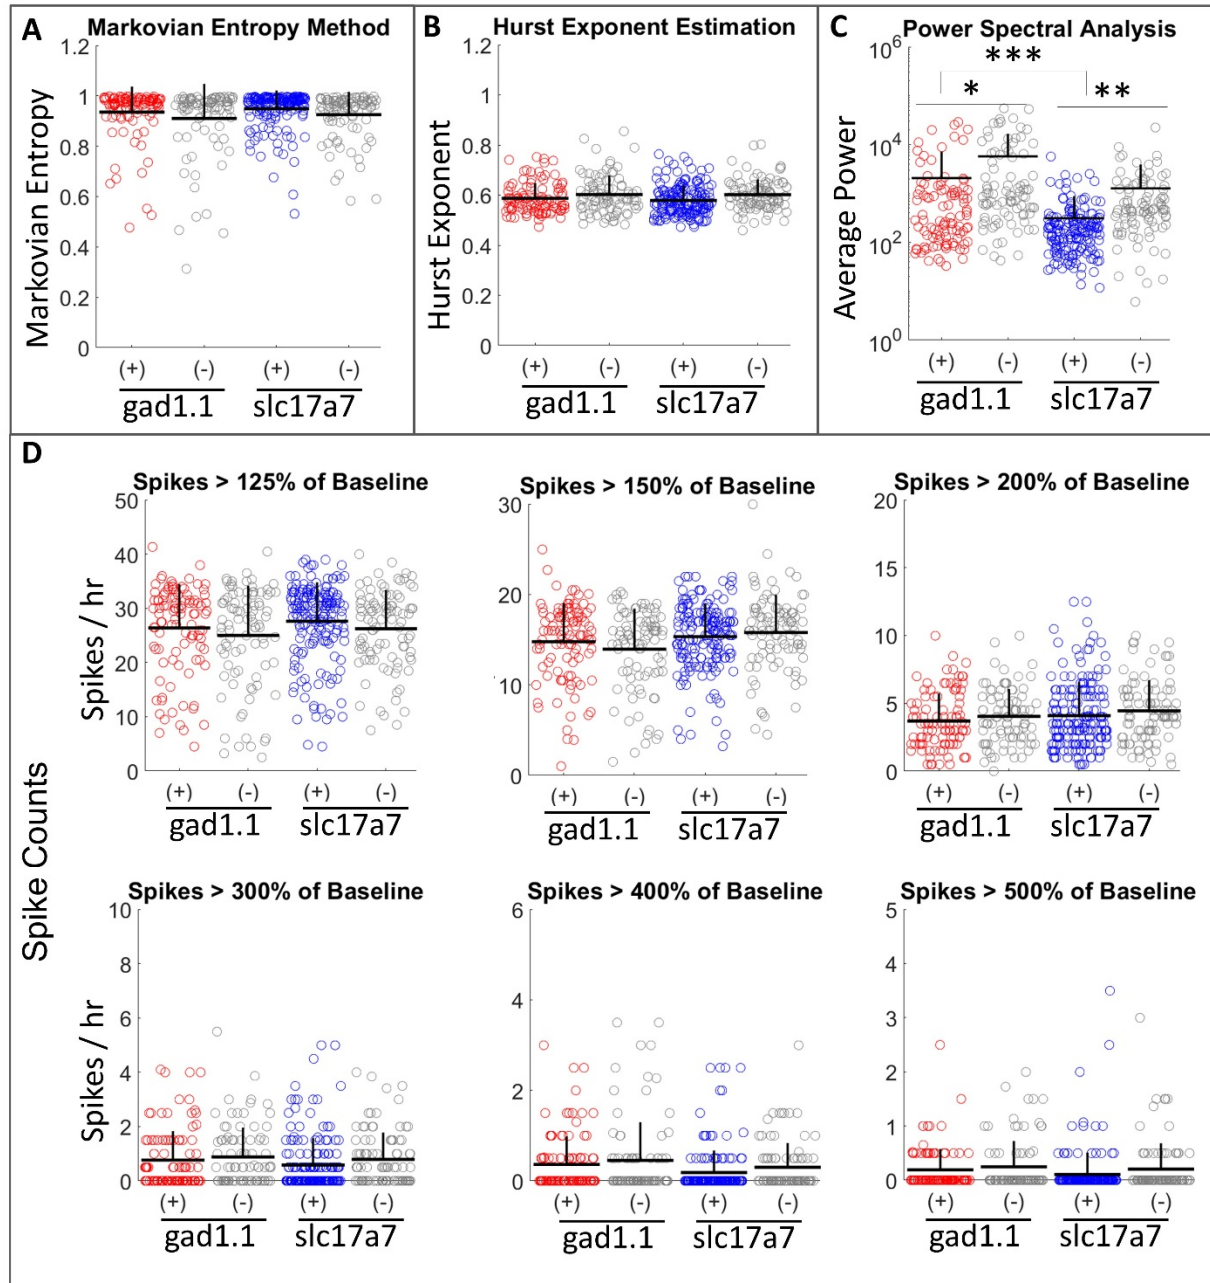 A
Markovian Entropy Method
Markovian Entropy
1.2
1
0.8
0.6
0.4
0.2
0
(+) (-) (+) (-)
gad1.1 slc17a7
B
Hurst Exponent Estimation
Hurst Exponent
1.2
1
0.8
0.6
0.4
0.2
0
(+) (-) (+) (-)
gad1.1 slc17a7
C
Power Spectral Analysis
Average Power
10^6
10^4
10^2
10^0
***
* **
(+) (-) (+) (-)
gad1.1 slc17a7
D
Spike Counts
Spikes > 125% of Baseline
Spikes / hr
50
40
30
20
10
0
(+) (-) (+) (-)
gad1.1 slc17a7
Spikes > 150% of Baseline
30
20
10
0
(+) (-) (+) (-)
gad1.1 slc17a7
Spikes > 200% of Baseline
20
15
10
5
0
(+) (-) (+) (-)
gad1.1 slc17a7
Spikes > 300% of Baseline
Spikes / hr
10
8
6
4
2
0
(+) (-) (+) (-)
gad1.1 slc17a7
Spikes > 400% of Baseline
6
4
2
0
(+) (-) (+) (-)
gad1.1 slc17a7
Spikes > 500% of Baseline
5
4
3
2
1
0
(+) (-) (+) (-)
gad1.1 slc17a7